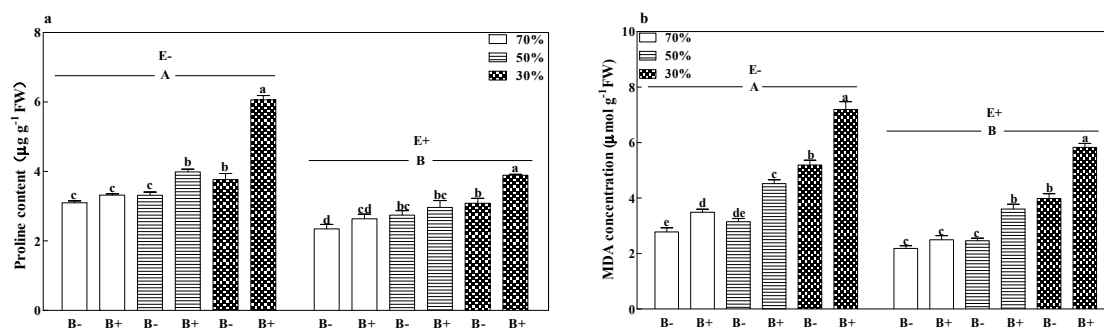 a
Proline content (μg g⁻¹ FW)
8
6
4
2
0
E-
A
E+
B
70%
50%
30%
c
c
c
b
b
a
d
cd
bc
bc
b
a
B- B+ B- B+ B- B+ B- B+ B- B+ B- B+
b
MDA concentration (μ mol g⁻¹ FW)
10
8
6
4
2
0
70%
50%
30%
E-
A
E+
B
e
d
de
c
b
a
c
c
c
b
b
a
B- B+ B- B+ B- B+ B- B+ B- B+ B- B+